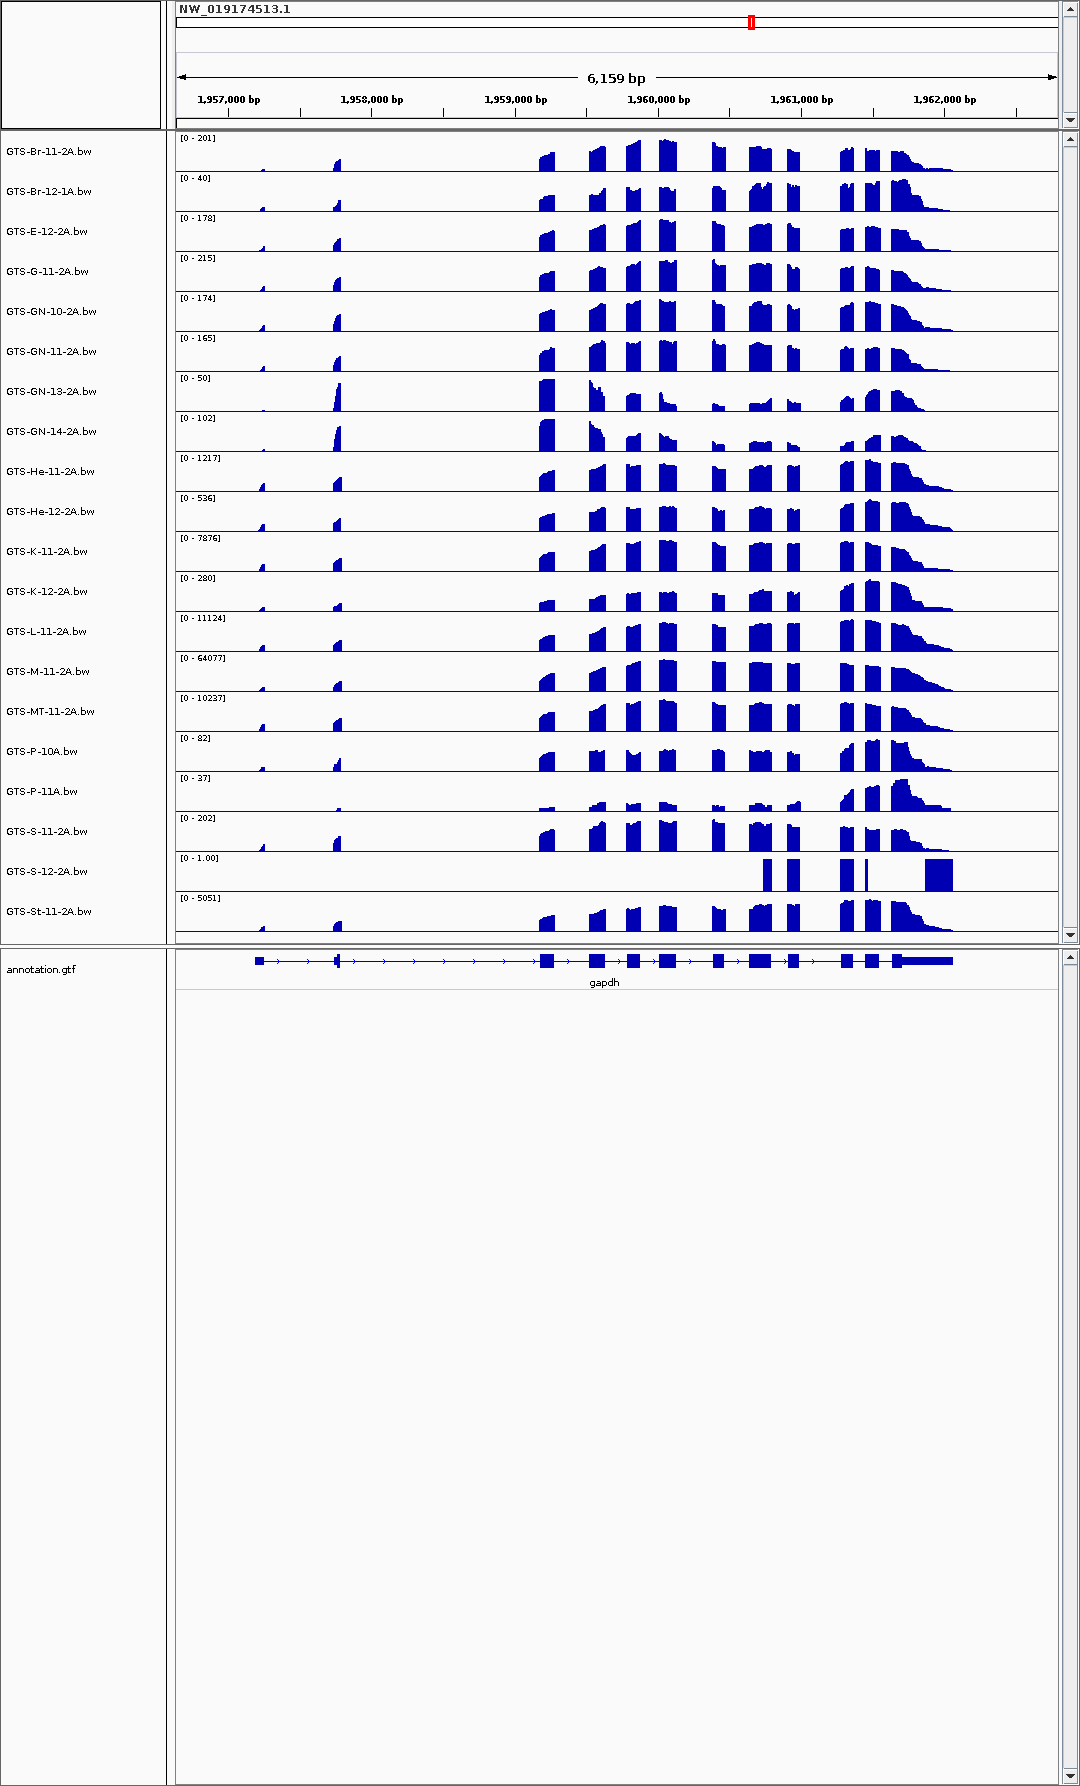 NW_019174513.1
6,159 bp
1,957,000 bp 1,958,000 bp 1,959,000 bp 1,960,000 bp 1,961,000 bp 1,962,000 bp
GTS-Br-11-2A.bw [0 - 201]
GTS-Br-12-1A.bw [0 - 40]
GTS-E-12-2A.bw [0 - 178]
GTS-G-11-2A.bw [0 - 215]
GTS-GN-10-2A.bw [0 - 174]
GTS-GN-11-2A.bw [0 - 165]
GTS-GN-13-2A.bw [0 - 50]
GTS-GN-14-2A.bw [0 - 102]
GTS-He-11-2A.bw [0 - 1217]
GTS-He-12-2A.bw [0 - 536]
GTS-K-11-2A.bw [0 - 7876]
GTS-K-12-2A.bw [0 - 280]
GTS-L-11-2A.bw [0 - 11124]
GTS-M-11-2A.bw [0 - 64077]
GTS-MT-11-2A.bw [0 - 10237]
GTS-P-10A.bw [0 - 82]
GTS-P-11A.bw [0 - 37]
GTS-S-11-2A.bw [0 - 202]
GTS-S-12-2A.bw [0 - 1.00]
GTS-St-11-2A.bw [0 - 5051]
annotation.gtf
gapdh